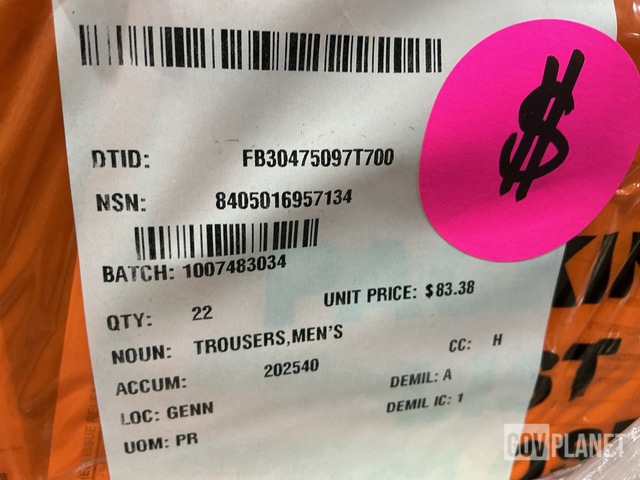 $
DTID: FB30475097T700
NSN: 8405016957134
BATCH: 1007483034
QTY: 22 UNIT PRICE: $83.38
NOUN: TROUSERS,MEN'S CC: H
ACCUM: 202540 DEMIL: A
LOC: GENN DEMIL IC: 1
UOM: PR
GOVPLANET